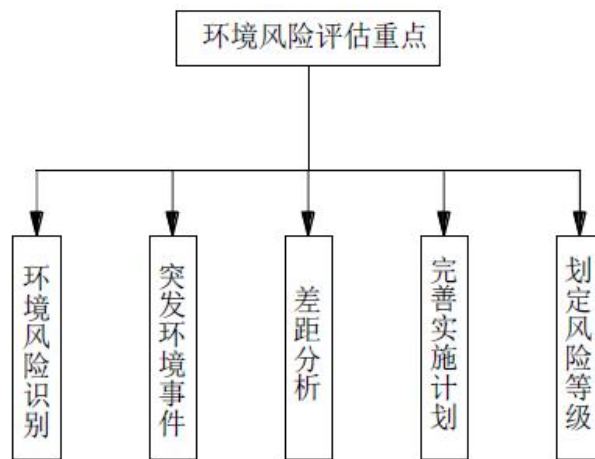 环境风险评估重点
环境风险识别
突发环境事件
差距分析
完善实施计划
划定风险等级